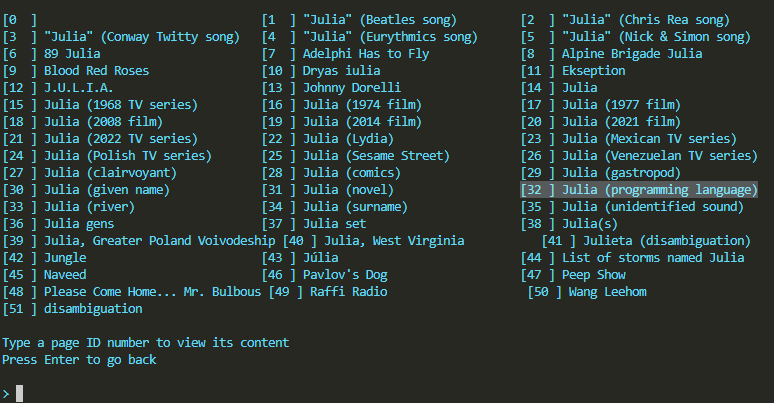 [0  ] [1  ] "Julia" (Beatles song) [2  ] "Julia" (Chris Rea song)
[3  ] "Julia" (Conway Twitty song) [4  ] "Julia" (Eurythmics song) [5  ] "Julia" (Nick & Simon song)
[6  ] 89 Julia [7  ] Adelphi Has to Fly [8  ] Alpine Brigade Julia
[9  ] Blood Red Roses [10 ] Dryas iulia [11 ] Ekseption
[12 ] J.U.L.I.A. [13 ] Johnny Dorelli [14 ] Julia
[15 ] Julia (1968 TV series) [16 ] Julia (1974 film) [17 ] Julia (1977 film)
[18 ] Julia (2008 film) [19 ] Julia (2014 film) [20 ] Julia (2021 film)
[21 ] Julia (2022 TV series) [22 ] Julia (Lydia) [23 ] Julia (Mexican TV series)
[24 ] Julia (Polish TV series) [25 ] Julia (Sesame Street) [26 ] Julia (Venezuelan TV series)
[27 ] Julia (clairvoyant) [28 ] Julia (comics) [29 ] Julia (gastropod)
[30 ] Julia (given name) [31 ] Julia (novel) [32 ] Julia (programming language)
[33 ] Julia (river) [34 ] Julia (surname) [35 ] Julia (unidentified sound)
[36 ] Julia gens [37 ] Julia set [38 ] Julia(s)
[39 ] Julia, Greater Poland Voivodeship [40 ] Julia, West Virginia [41 ] Julieta (disambiguation)
[42 ] Jungle [43 ] Júlia [44 ] List of storms named Julia
[45 ] Naveed [46 ] Pavlov's Dog [47 ] Peep Show
[48 ] Please Come Home... Mr. Bulbous [49 ] Raffi Radio [50 ] Wang Leehom
[51 ] disambiguation
Type a page ID number to view its content
Press Enter to go back
>